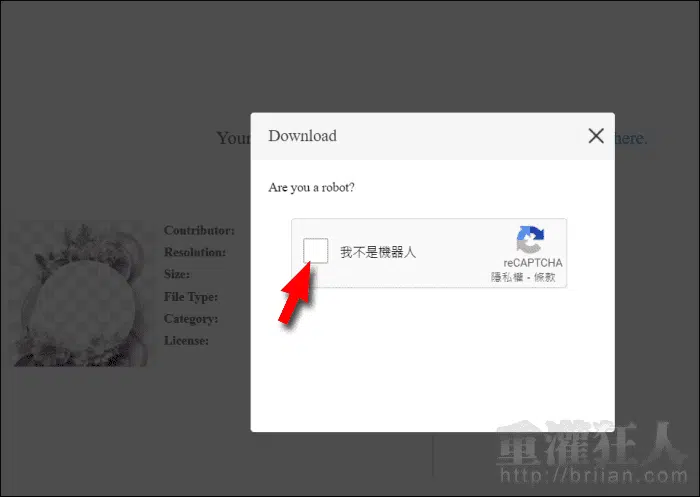 Download
Your
here.
Are you a robot?
我不是機器人
reCAPTCHA
隱私權 - 條款
Contributor:
Resolution:
Size:
File Type:
Category:
License:
重灌狂人
http://briian.com